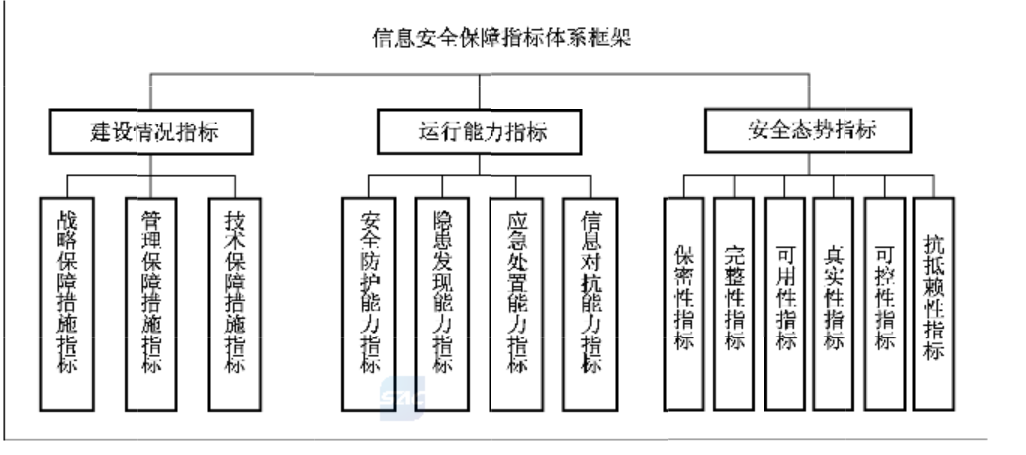 信息安全保障指标体系框架
建设情况指标
运行能力指标
安全态势指标
战略保障措施指标
管理保障措施指标
技术保障措施指标
安全防护能力指标
隐患发现能力指标
应急处置能力指标
信息对抗能力指标
保密性指标
完整性指标
可用性指标
真实性指标
可控性指标
抗抵赖性指标
SAC